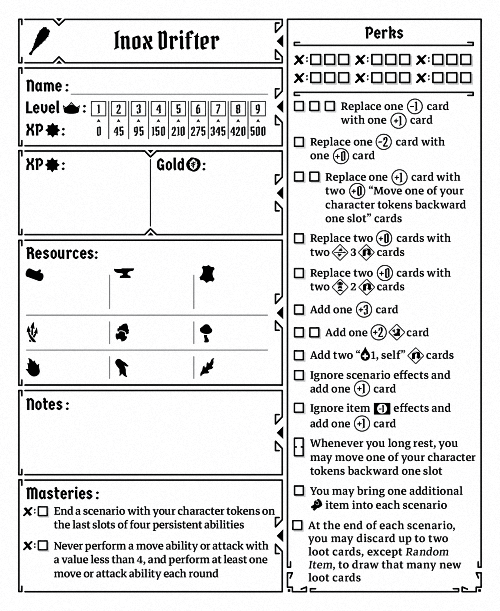 Inox Drifter
Name:
Level:
1 2 3 4 5 6 7 8 9
XP:
0 45 95 150 210 275 345 420 500
XP:
Gold:
Resources:
Notes:
Masteries:
x: End a scenario with your character tokens on
the last slots of four persistent abilities
x: Never perform a move ability or attack with
a value less than 4, and perform at least one
move or attack ability each round
Perks
x: x: x:
x: x: x:
Replace one -1 card
with one +1 card
Replace one -2 card with
one +0 card
Replace one +1 card with
two +0 “Move one of your
character tokens backward
one slot” cards
Replace two +0 cards with
two 3 cards
Replace two +0 cards with
two 2 cards
Add one +3 card
Add one +2 card
Add two “1, self” cards
Ignore scenario effects and
add one +1 card
Ignore item -1 effects and
add one +1 card
Whenever you long rest, you
may move one of your character
tokens backward one slot
You may bring one additional
item into each scenario
At the end of each scenario,
you may discard up to two
loot cards, except Random
Item, to draw that many new
loot cards